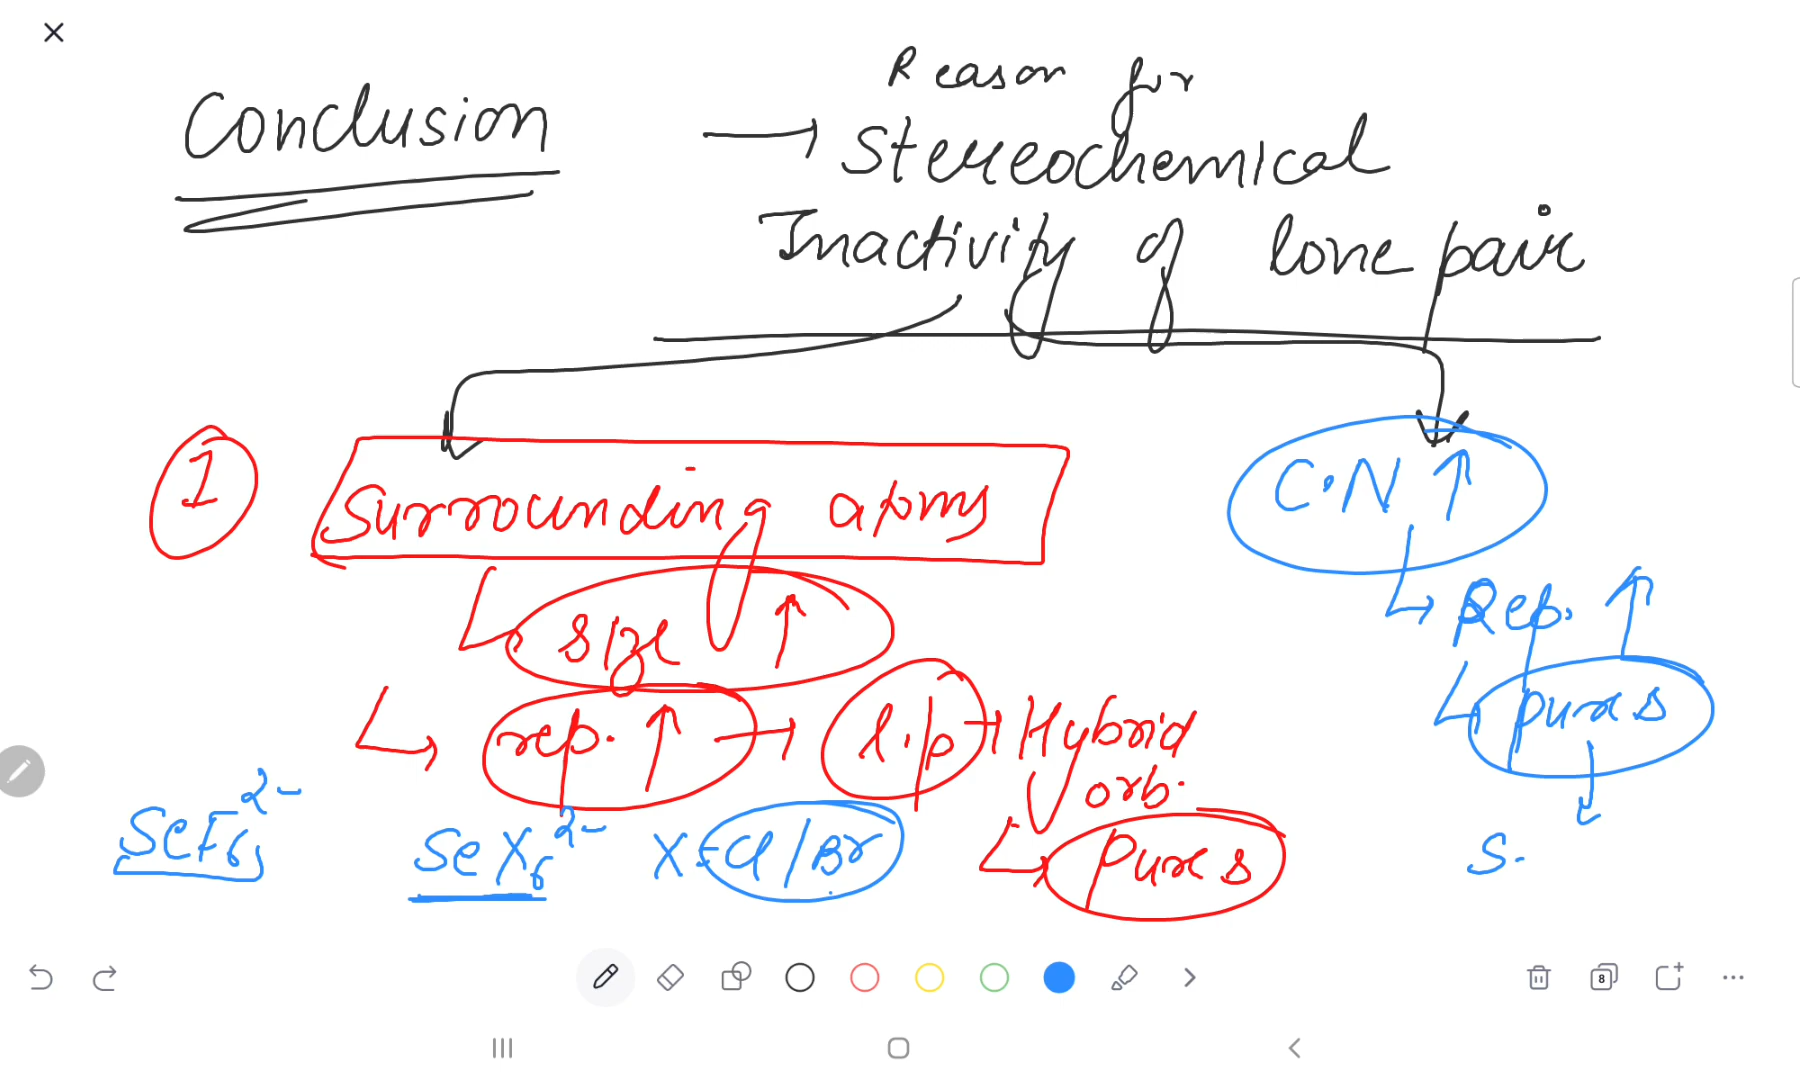 Conclusion
→ Reason for
Stereochemical
Inactivity of lone pair
1 Surrounding atoms
C.N ↑
size ↑
Rep. ↑
rep. ↑ → l.p → Hybrid
orb.
pure s
SeF6 2-
SeX6 2- X = Cl/Br
Pure s
S.
8